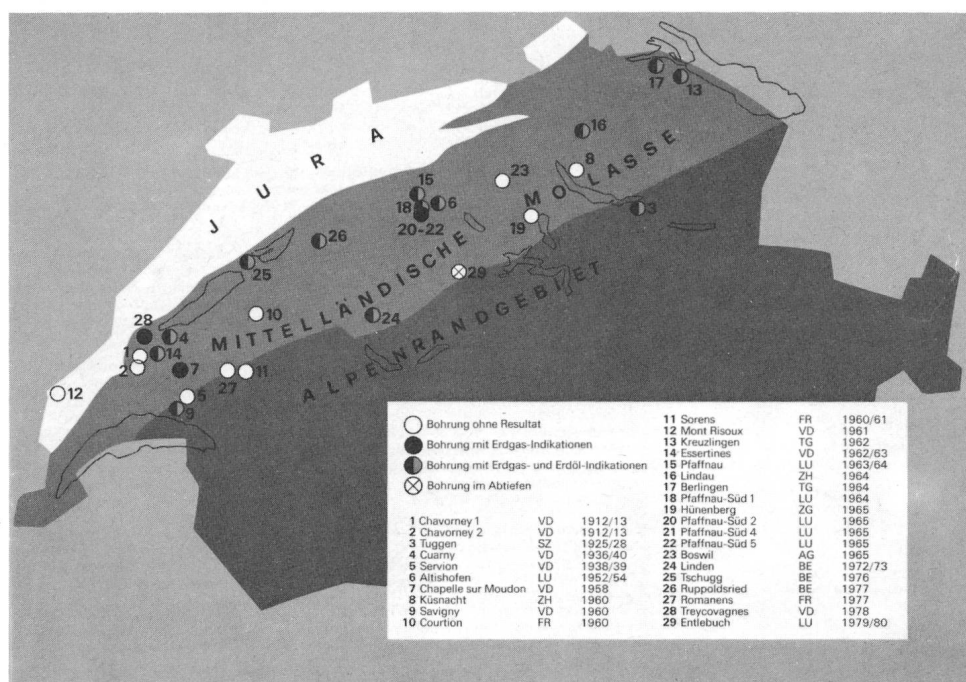 JURA
MITTELLÄNDISCHE MOLASSE
ALPENRANDGEBIET
17
13
16
8
23
15
18
6
20-22
19
3
26
25
29
10
24
28
4
1
14
2
7
27
11
12
5
9
Bohrung ohne Resultat
Bohrung mit Erdgas-Indikationen
Bohrung mit Erdgas- und Erdöl-Indikationen
Bohrung im Abtiefen
1 Chavorney 1 VD 1912/13
2 Chavorney 2 VD 1912/13
3 Tuggen SZ 1925/28
4 Cuarny VD 1936/40
5 Servion VD 1938/39
6 Altishofen LU 1952/54
7 Chapelle sur Moudon VD 1958
8 Küsnacht ZH 1960
9 Savigny VD 1960
10 Courtion FR 1960
11 Sorens FR 1960/61
12 Mont Risoux VD 1961
13 Kreuzlingen TG 1962
14 Essertines VD 1962/63
15 Pfaffnau LU 1963/64
16 Lindau ZH 1964
17 Berlingen TG 1964
18 Pfaffnau-Süd 1 LU 1964
19 Hünenberg ZG 1965
20 Pfaffnau-Süd 2 LU 1965
21 Pfaffnau-Süd 4 LU 1965
22 Pfaffnau-Süd 5 LU 1965
23 Boswil AG 1965
24 Linden BE 1972/73
25 Tschugg BE 1976
26 Ruppoldsried BE 1977
27 Romanens FR 1977
28 Treycovagnes VD 1978
29 Entlebuch LU 1979/80